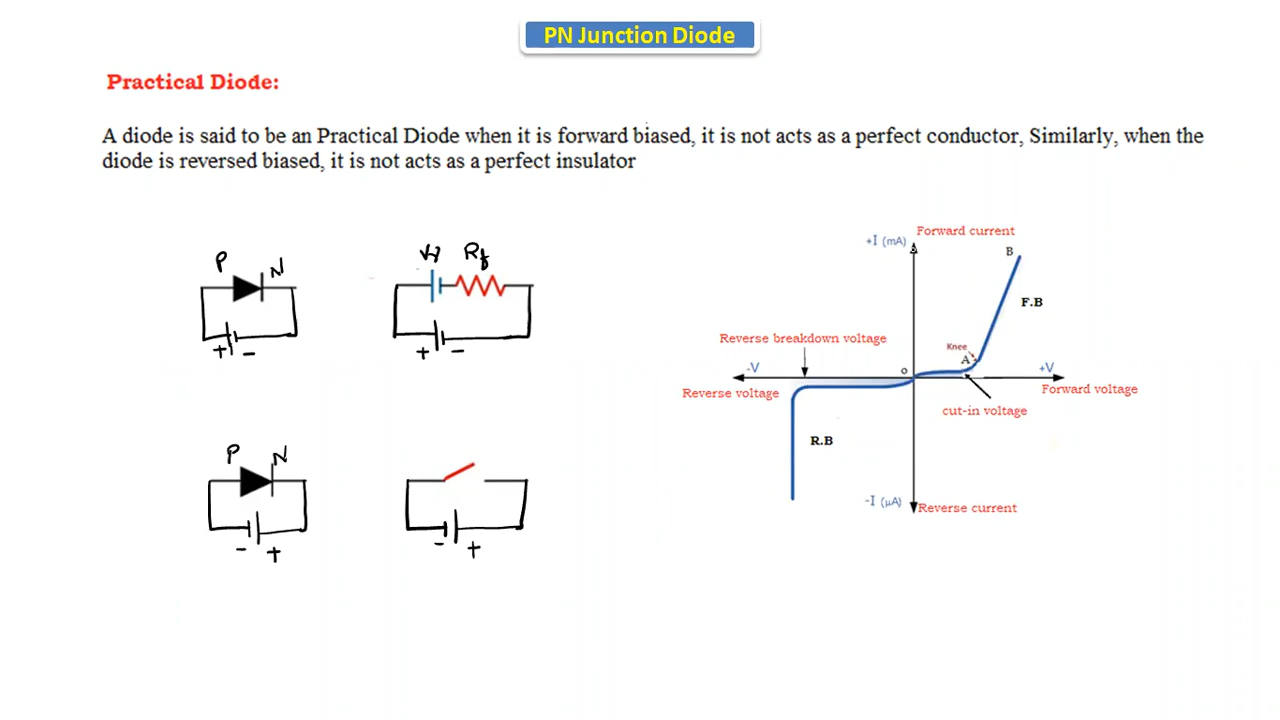 PN Junction Diode
Practical Diode:
A diode is said to be an Practical Diode when it is forward biased, it is not acts as a perfect conductor, Similarly, when the
diode is reversed biased, it is not acts as a perfect insulator
P
N
+ -
Rf
+ -
P
N
- +
- +
Forward current
+I (mA)
B
F.B
Reverse breakdown voltage
Knee
A
-V
O
+V
Reverse voltage
Forward voltage
cut-in voltage
R.B
-I (μA)
Reverse current